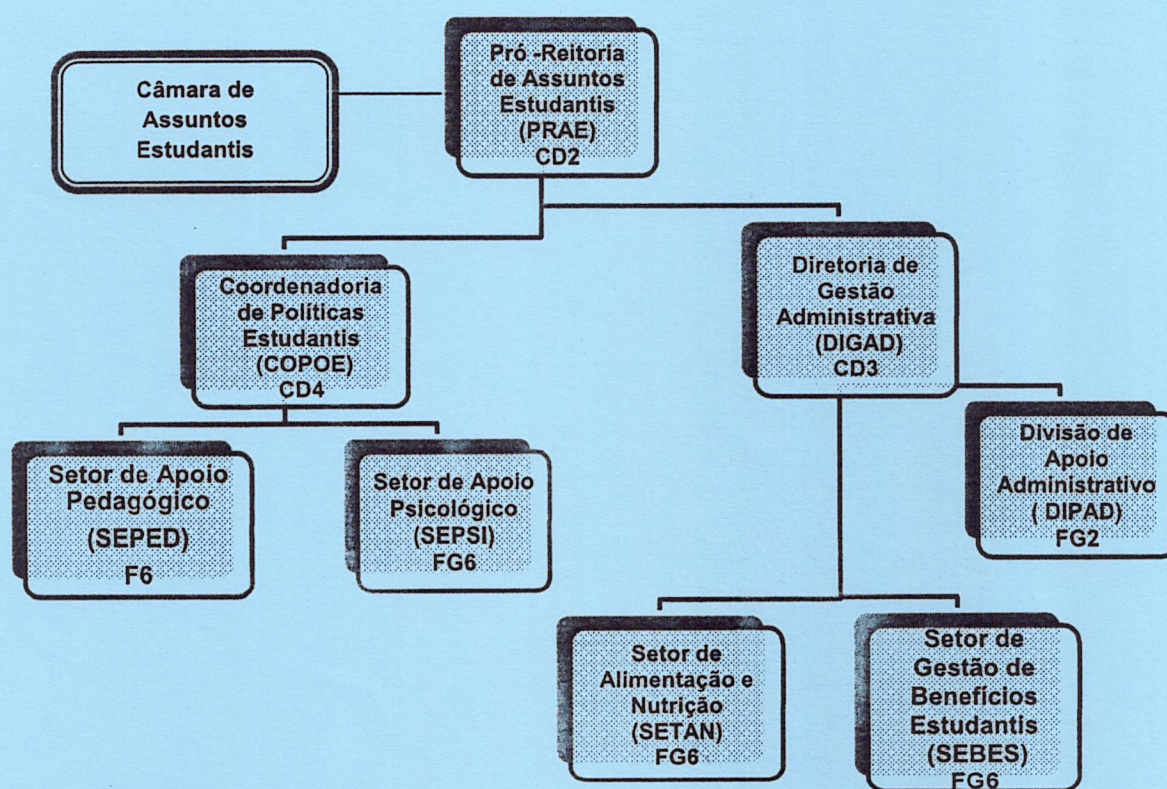 Pró -Reitoria
de Assuntos
Estudantis
(PRAE)
CD2
Câmara de
Assuntos
Estudantis
Coordenadoria
de Políticas
Estudantis
(COPOE)
CD4
Diretoria de
Gestão
Administrativa
(DIGAD)
CD3
Setor de Apoio
Pedagógico
(SEPED)
F6
Setor de Apoio
Psicológico
(SEPSI)
FG6
Divisão de
Apoio
Administrativo
( DIPAD)
FG2
Setor de
Alimentação e
Nutrição
(SETAN)
FG6
Setor de
Gestão de
Benefícios
Estudantis
(SEBES)
FG6